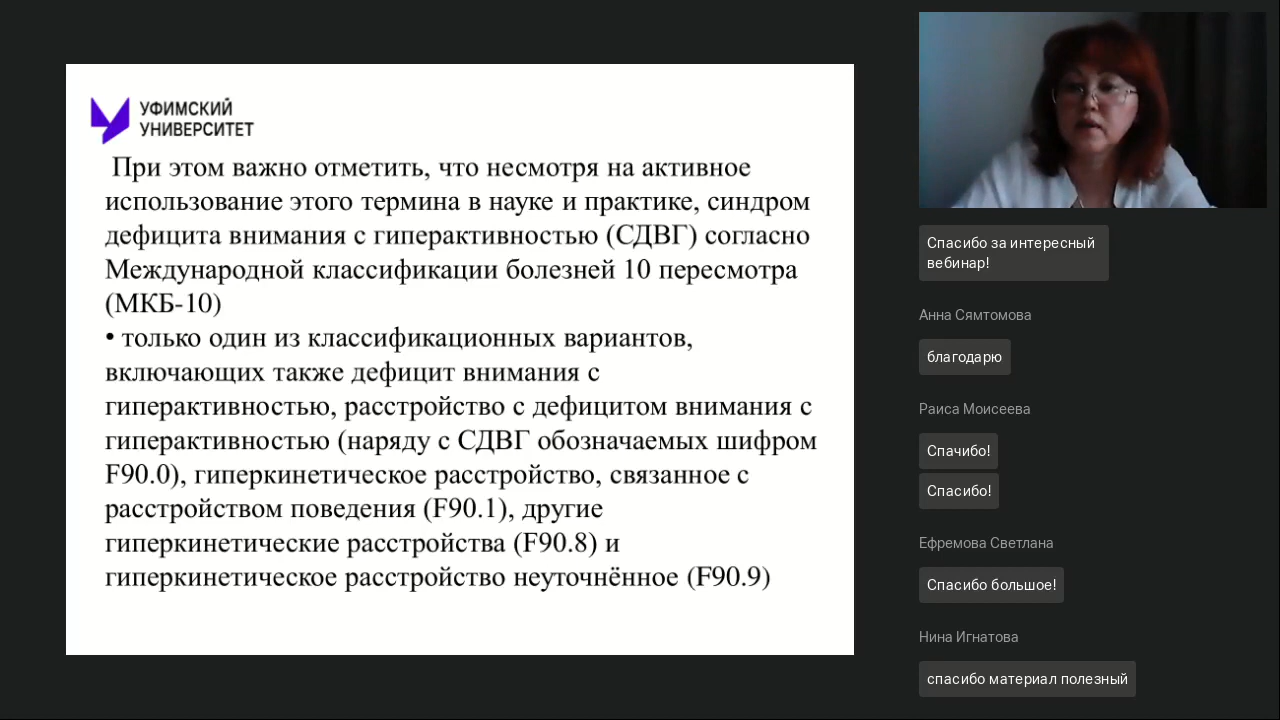 УФИМСКИЙ
УНИВЕРСИТЕТ
При этом важно отметить, что несмотря на активное
использование этого термина в науке и практике, синдром
дефицита внимания с гиперактивностью (СДВГ) согласно
Международной классификации болезней 10 пересмотра
(МКБ-10)
• только один из классификационных вариантов,
включающих также дефицит внимания с
гиперактивностью, расстройство с дефицитом внимания с
гиперактивностью (наряду с СДВГ обозначаемых шифром
F90.0), гиперкинетическое расстройство, связанное с
расстройством поведения (F90.1), другие
гиперкинетические расстройства (F90.8) и
гиперкинетическое расстройство неуточнённое (F90.9)
Спасибо за интересный
вебинар!
Анна Сямтомова
благодарю
Раиса Моисеева
Спачибо!
Спасибо!
Ефремова Светлана
Спасибо большое!
Нина Игнатова
спасибо материал полезный